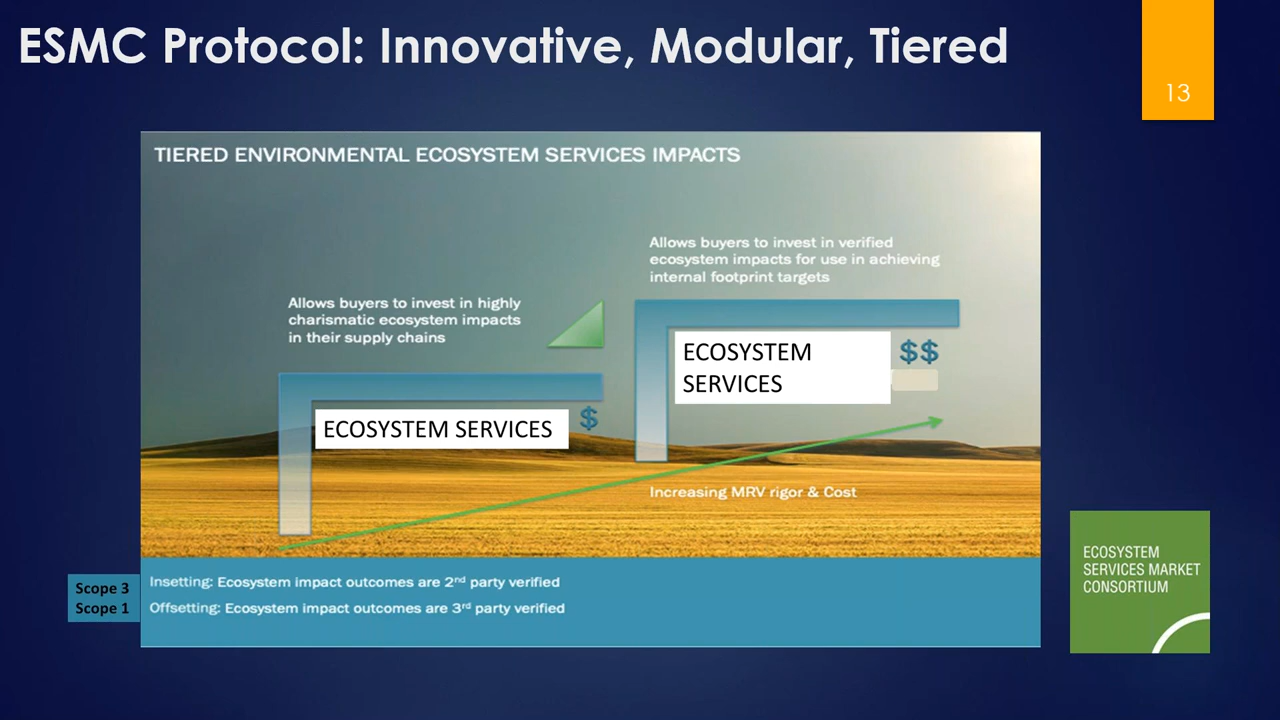 ESMC Protocol: Innovative, Modular, Tiered
13
TIERED ENVIRONMENTAL ECOSYSTEM SERVICES IMPACTS
Allows buyers to invest in verified
ecosystem impacts for use in achieving
internal footprint targets
Allows buyers to invest in highly
charismatic ecosystem impacts
in their supply chains
ECOSYSTEM
SERVICES
$$
ECOSYSTEM SERVICES
$
Increasing MRV rigor & Cost
Scope 3
Scope 1
Insetting: Ecosystem impact outcomes are 2nd party verified
Offsetting: Ecosystem impact outcomes are 3rd party verified
ECOSYSTEM
SERVICES MARKET
CONSORTIUM